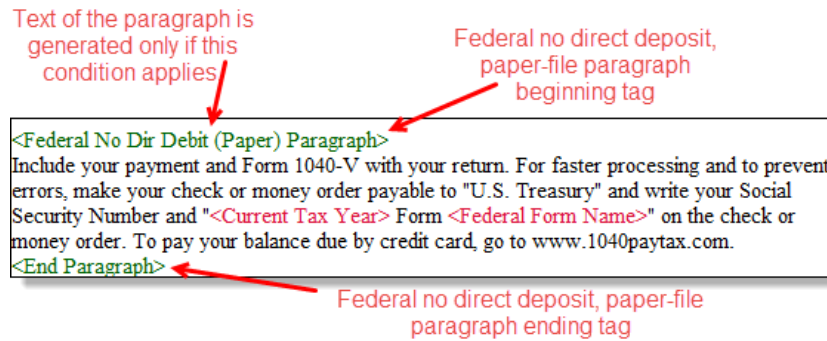 Text of the paragraph is
generated only if this
condition applies
Federal no direct deposit,
paper-file paragraph
beginning tag
<Federal No Dir Debit (Paper) Paragraph>
Include your payment and Form 1040-V with your return. For faster processing and to prevent
errors, make your check or money order payable to "U.S. Treasury" and write your Social
Security Number and "<Current Tax Year> Form <Federal Form Name>" on the check or
money order. To pay your balance due by credit card, go to www.1040paytax.com.
<End Paragraph>
Federal no direct deposit, paper-file
paragraph ending tag